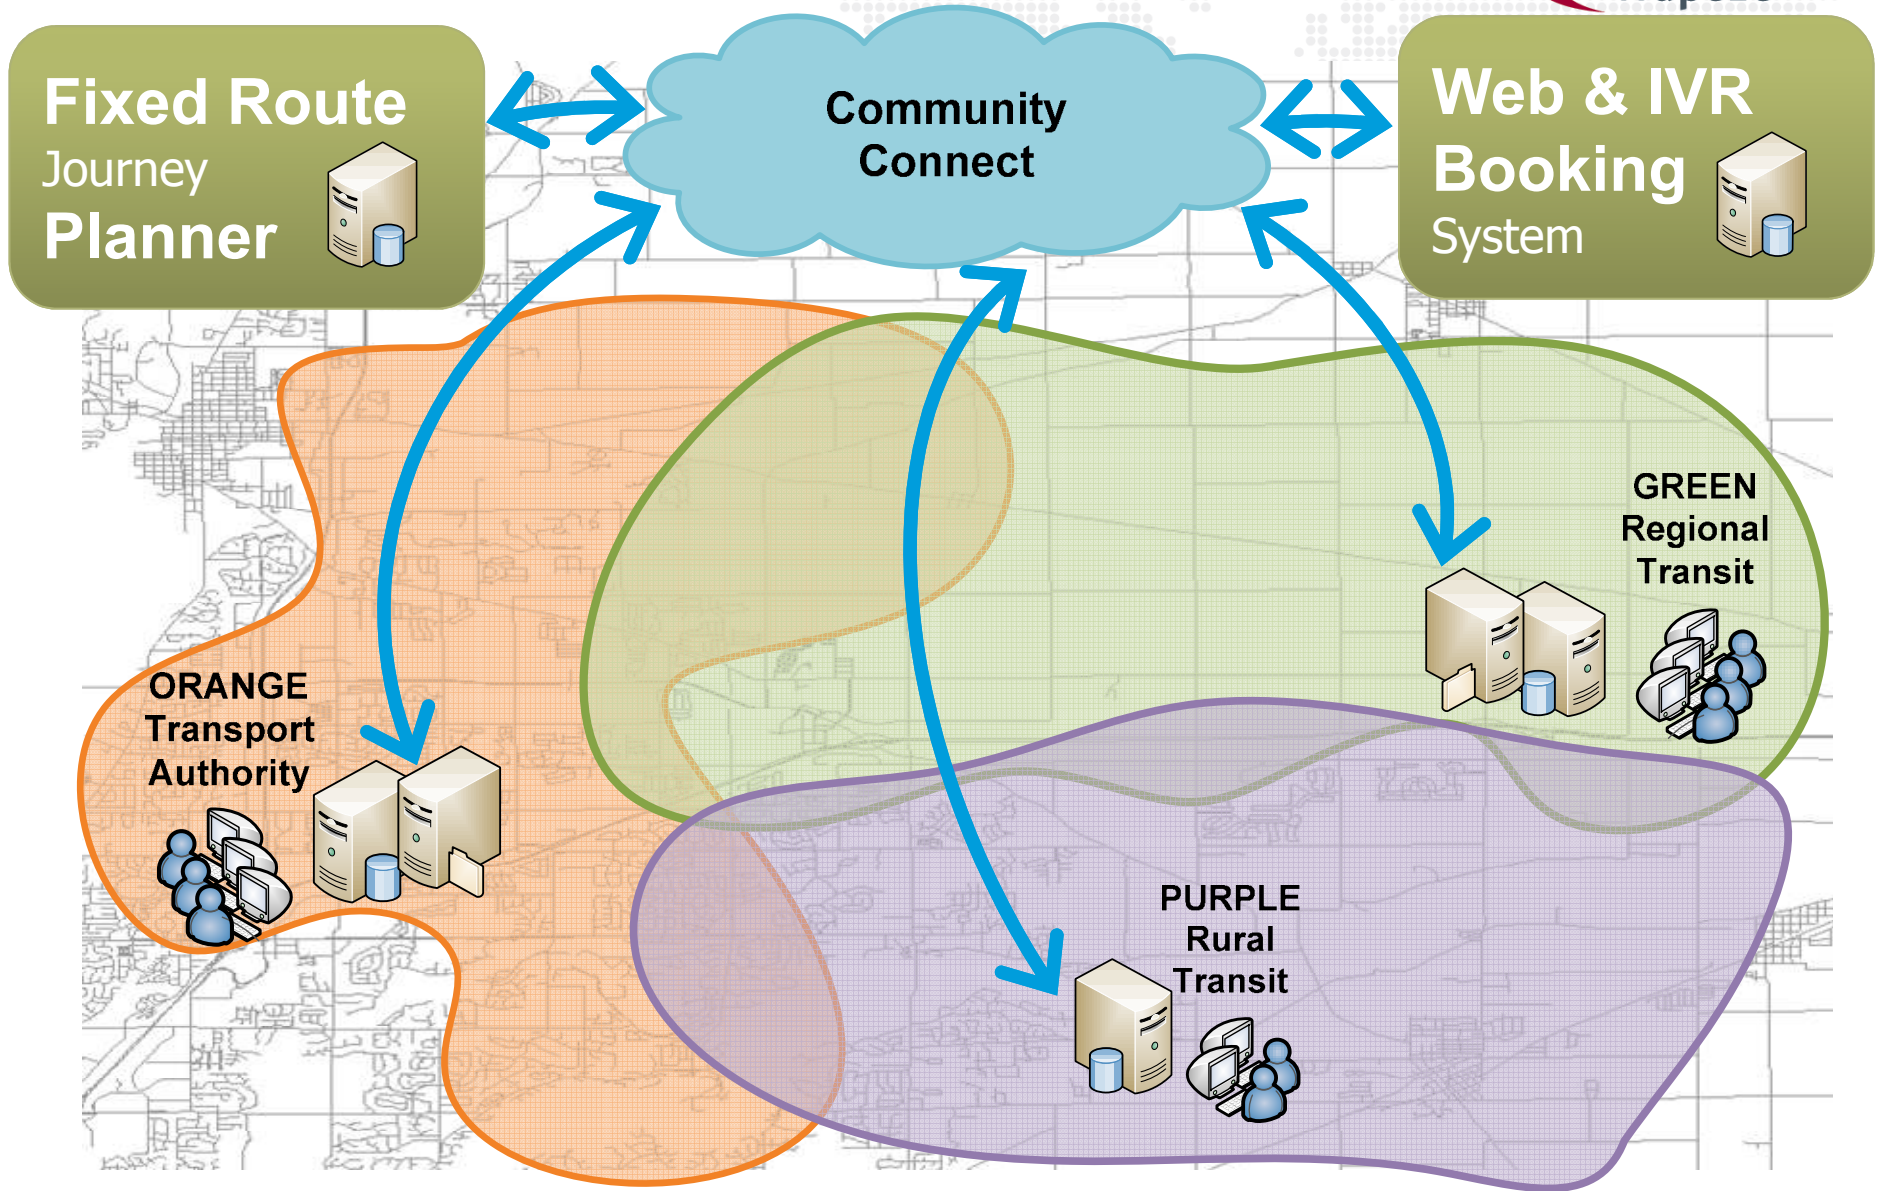 Fixed Route
Journey
Planner
Community
Connect
Web & IVR
Booking
System
GREEN
Regional
Transit
ORANGE
Transport
Authority
PURPLE
Rural
Transit